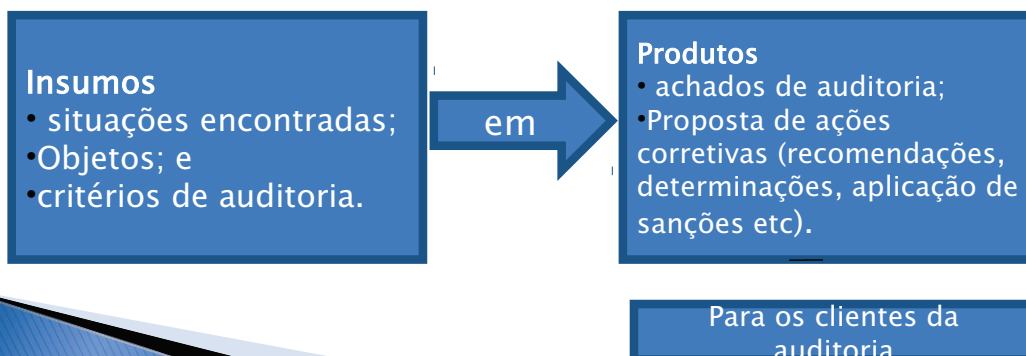 Insumos
• situações encontradas;
•Objetos; e
•critérios de auditoria.
em
Produtos
• achados de auditoria;
•Proposta de ações
corretivas (recomendações,
determinações, aplicação de
sanções etc).
Para os clientes da
auditoria